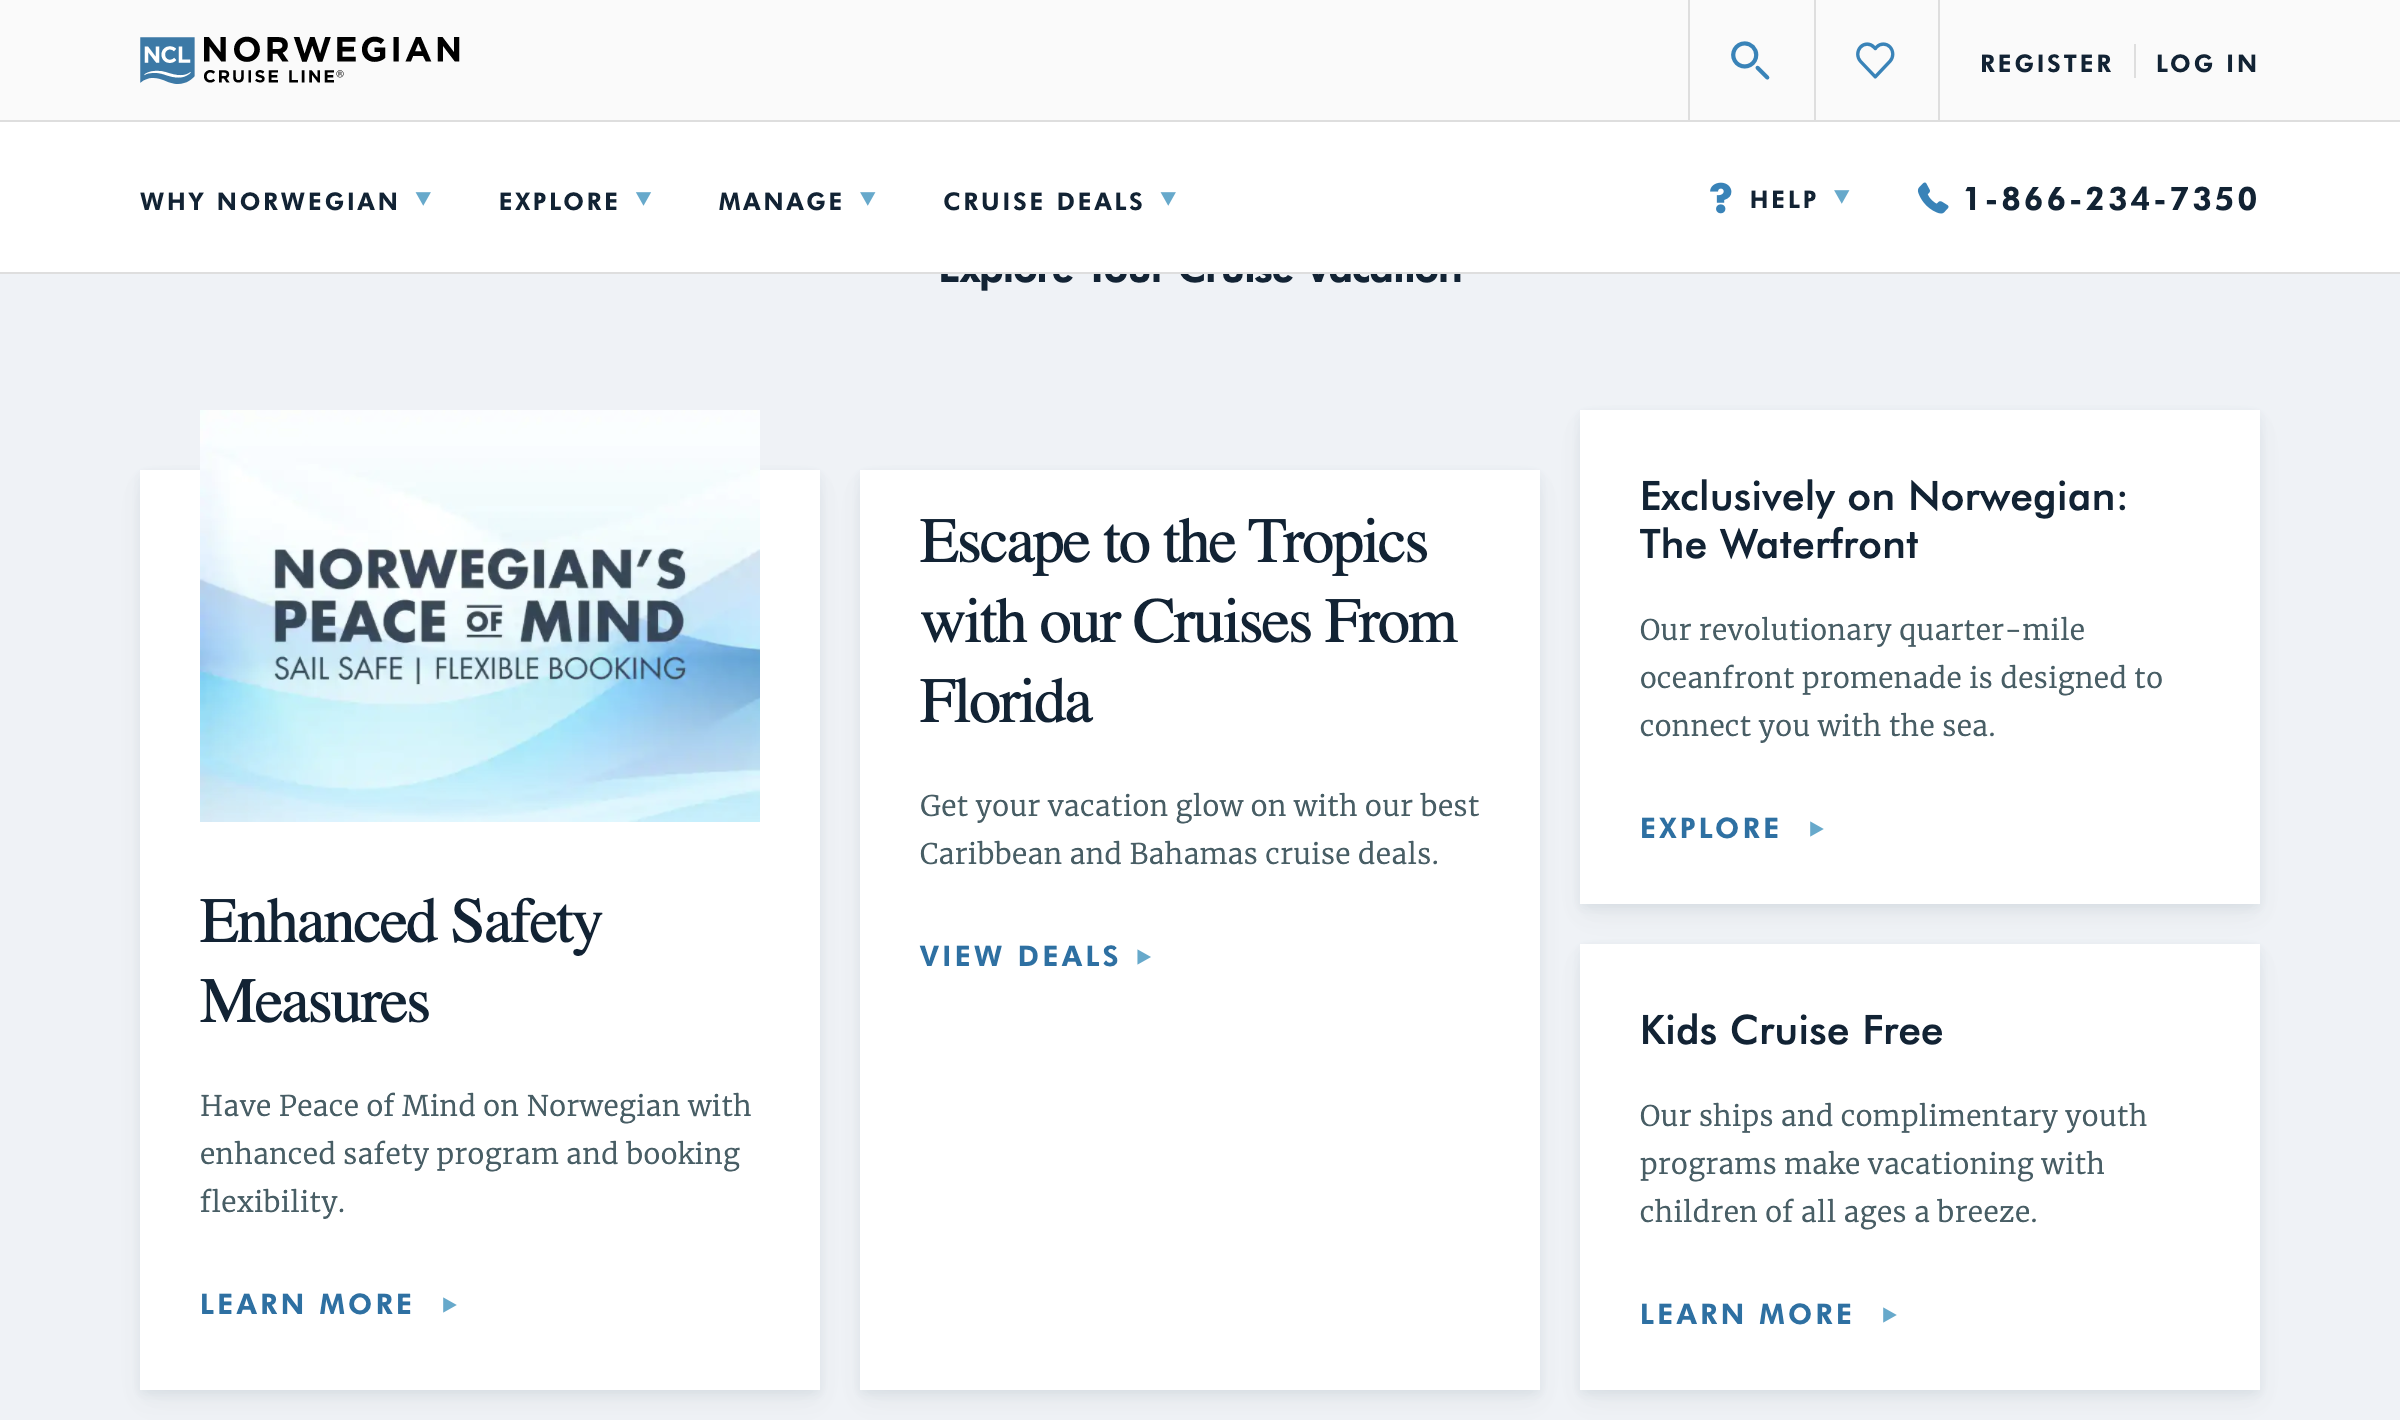 NCL NORWEGIAN
CRUISE LINE®
REGISTER
LOG IN
WHY NORWEGIAN
EXPLORE
MANAGE
CRUISE DEALS
? HELP
1-866-234-7350
Explore Your Cruise Vacation
NORWEGIAN'S
PEACE OF MIND
SAIL SAFE | FLEXIBLE BOOKING
Enhanced Safety
Measures
Have Peace of Mind on Norwegian with
enhanced safety program and booking
flexibility.
LEARN MORE
Escape to the Tropics
with our Cruises From
Florida
Get your vacation glow on with our best
Caribbean and Bahamas cruise deals.
VIEW DEALS
Exclusively on Norwegian:
The Waterfront
Our revolutionary quarter-mile
oceanfront promenade is designed to
connect you with the sea.
EXPLORE
Kids Cruise Free
Our ships and complimentary youth
programs make vacationing with
children of all ages a breeze.
LEARN MORE